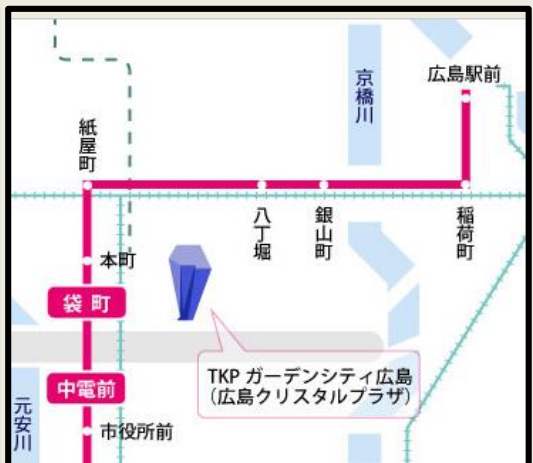 京橋川
広島駅前
紙屋町
八丁堀
銀山町
稲荷町
本町
袋町
TKP ガーデンシティ広島
（広島クリスタルプラザ）
中電前
元安川
市役所前